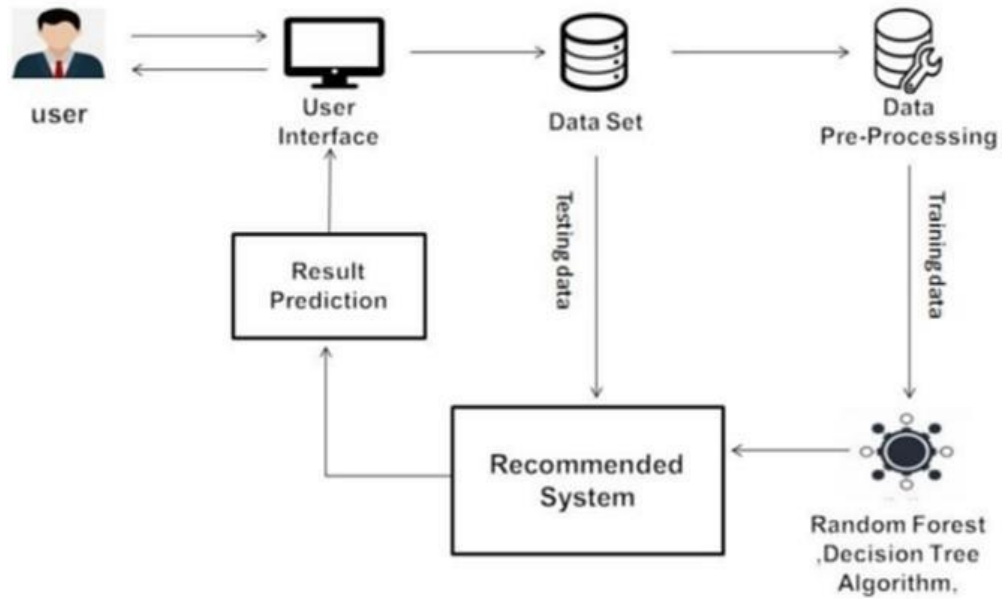 user
User
Interface
Data Set
Data
Pre-Processing
Testing data
Training data
Result
Prediction
Recommended
System
Random Forest
,Decision Tree
Algorithm,